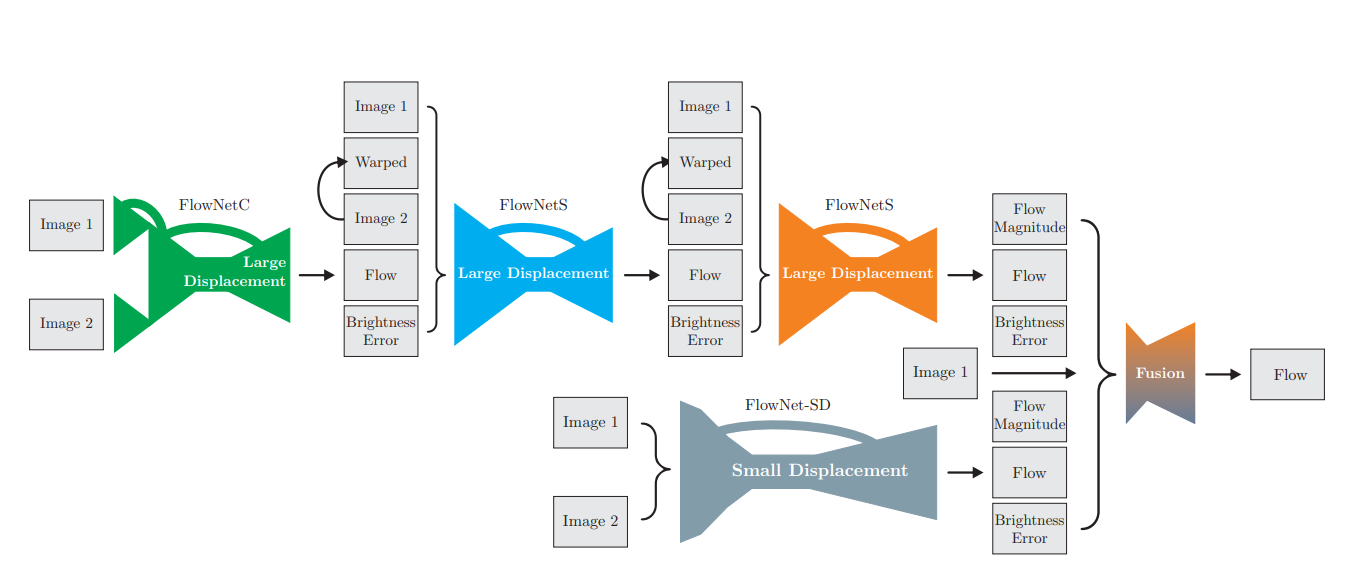 Image 1
Image 2
FlowNetC
Large
Displacement
Image 1
Warped
Image 2
Flow
Brightness
Error
FlowNetS
Large Displacement
Image 1
Warped
Image 2
Flow
Brightness
Error
FlowNetS
Large Displacement
Flow
Magnitude
Flow
Brightness
Error
Image 1
Image 1
Image 2
FlowNet-SD
Small Displacement
Flow
Magnitude
Flow
Brightness
Error
Fusion
Flow